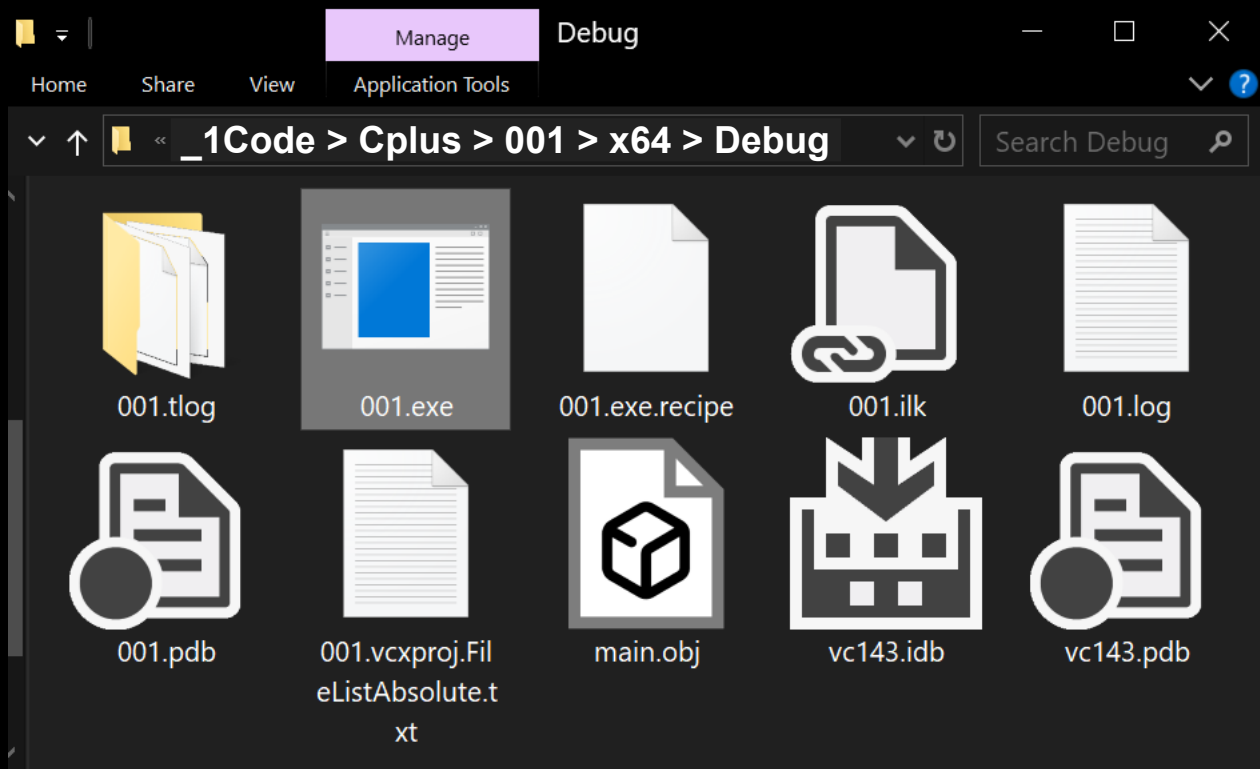 Manage
Debug
Home
Share
View
Application Tools
?
« _1Code > Cplus > 001 > x64 > Debug
Search Debug
001.tlog
001.exe
001.exe.recipe
001.ilk
001.log
001.pdb
001.vcxproj.Fil
eListAbsolute.t
xt
main.obj
vc143.idb
vc143.pdb